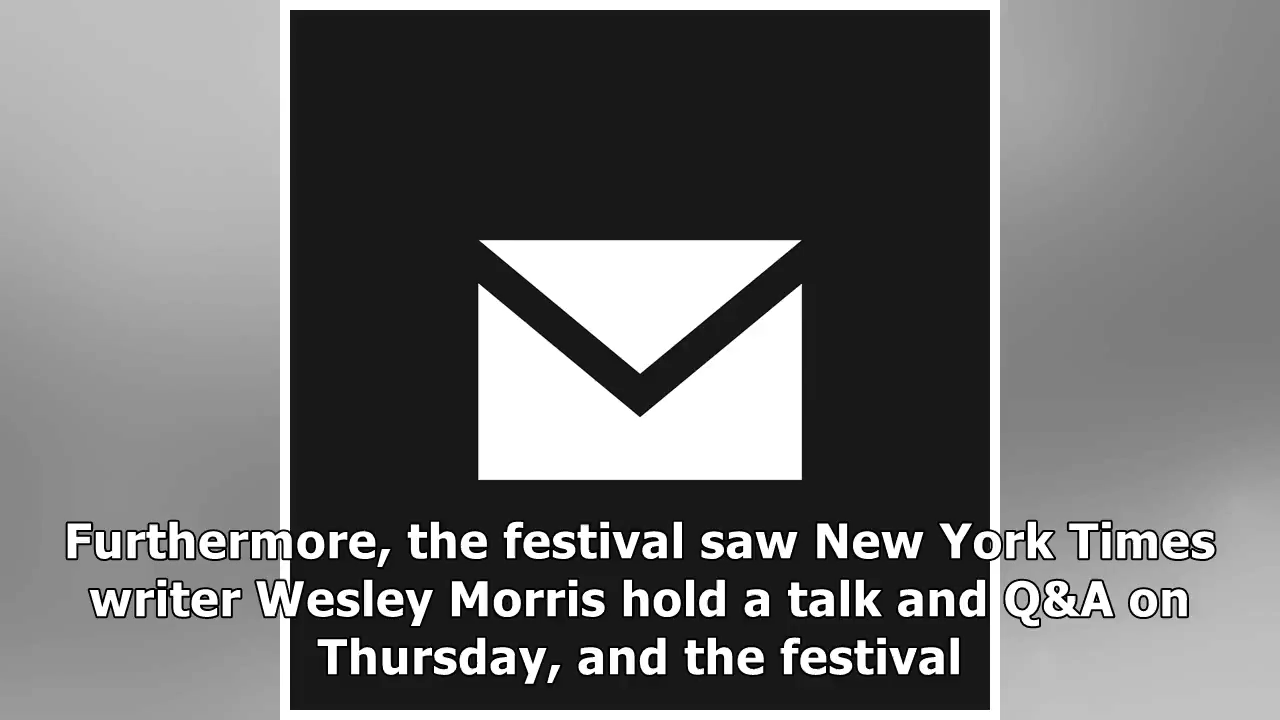 Furthermore, the festival saw New York Times
writer Wesley Morris hold a talk and Q&A on
Thursday, and the festival